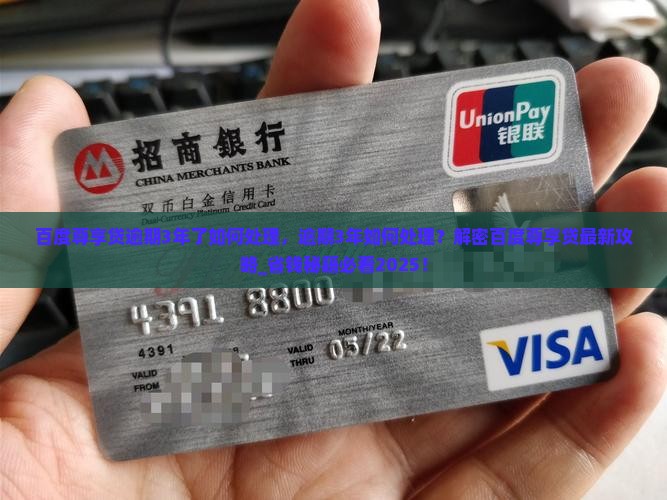 UnionPay
银联
招商銀行
CHINA MERCHANTS BANK
双币白金信用卡
Dual-Currency Platinum Credit Card
百度尊享贷逾期3年了如何处理，逾期3年如何处理？解密百度尊享贷最新攻
略_省钱秘籍必看2025！
4391 8800
4391
MONTH/YEAR
VALID
THRU
05/22
VALID
FROM
VISA